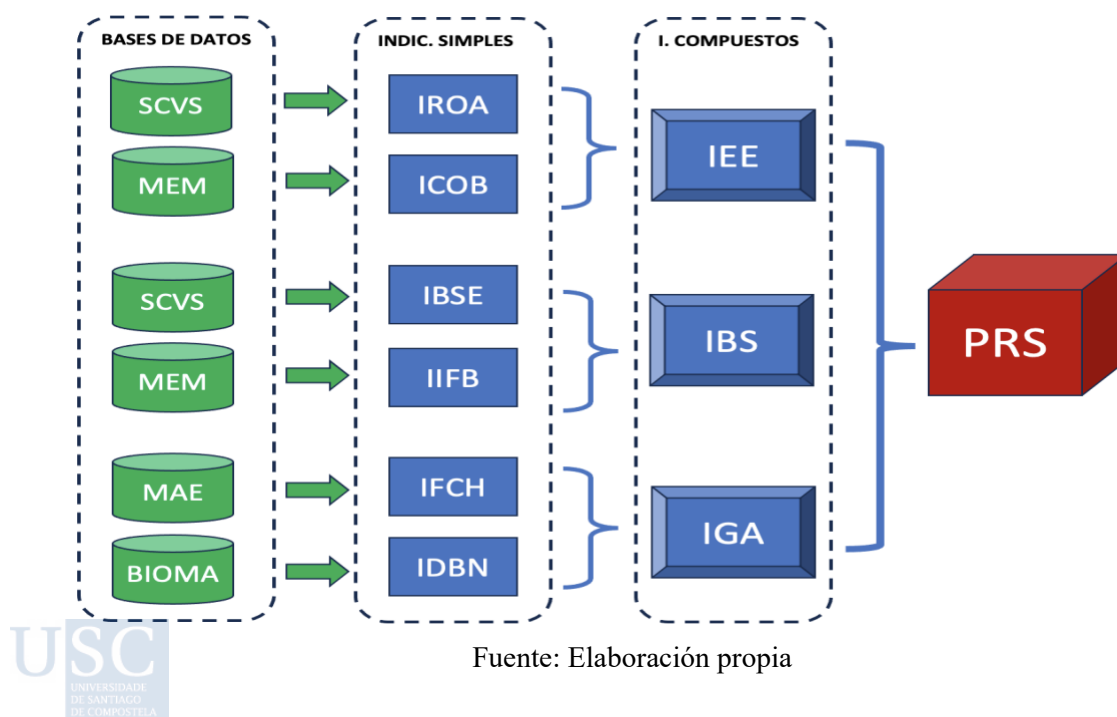 BASES DE DATOS
INDIC. SIMPLES
I. COMPUESTOS
SCVS
IROA
IEE
MEM
ICOB
SCVS
IBSE
IBS
PRS
MEM
IIFB
MAE
IFCH
IGA
BIOMA
IDBN
USC
UNIVERSIDADE
DE SANTIAGO
DE COMPOSTELA
Fuente: Elaboración propia